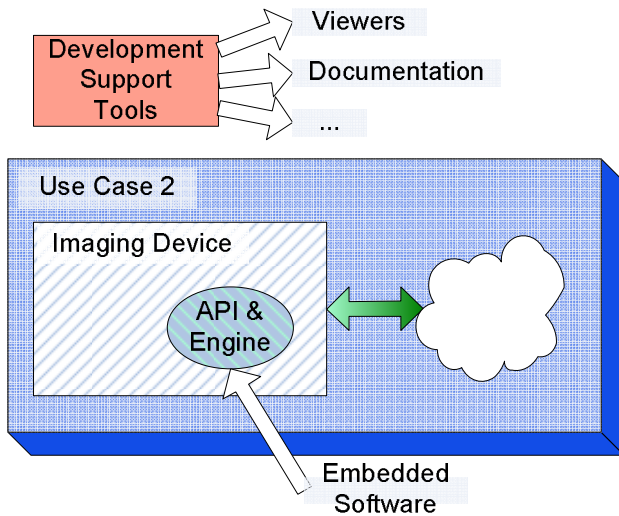 Development
Support
Tools
Viewers
Documentation
...
Use Case 2
Imaging Device
API &
Engine
Embedded
Software